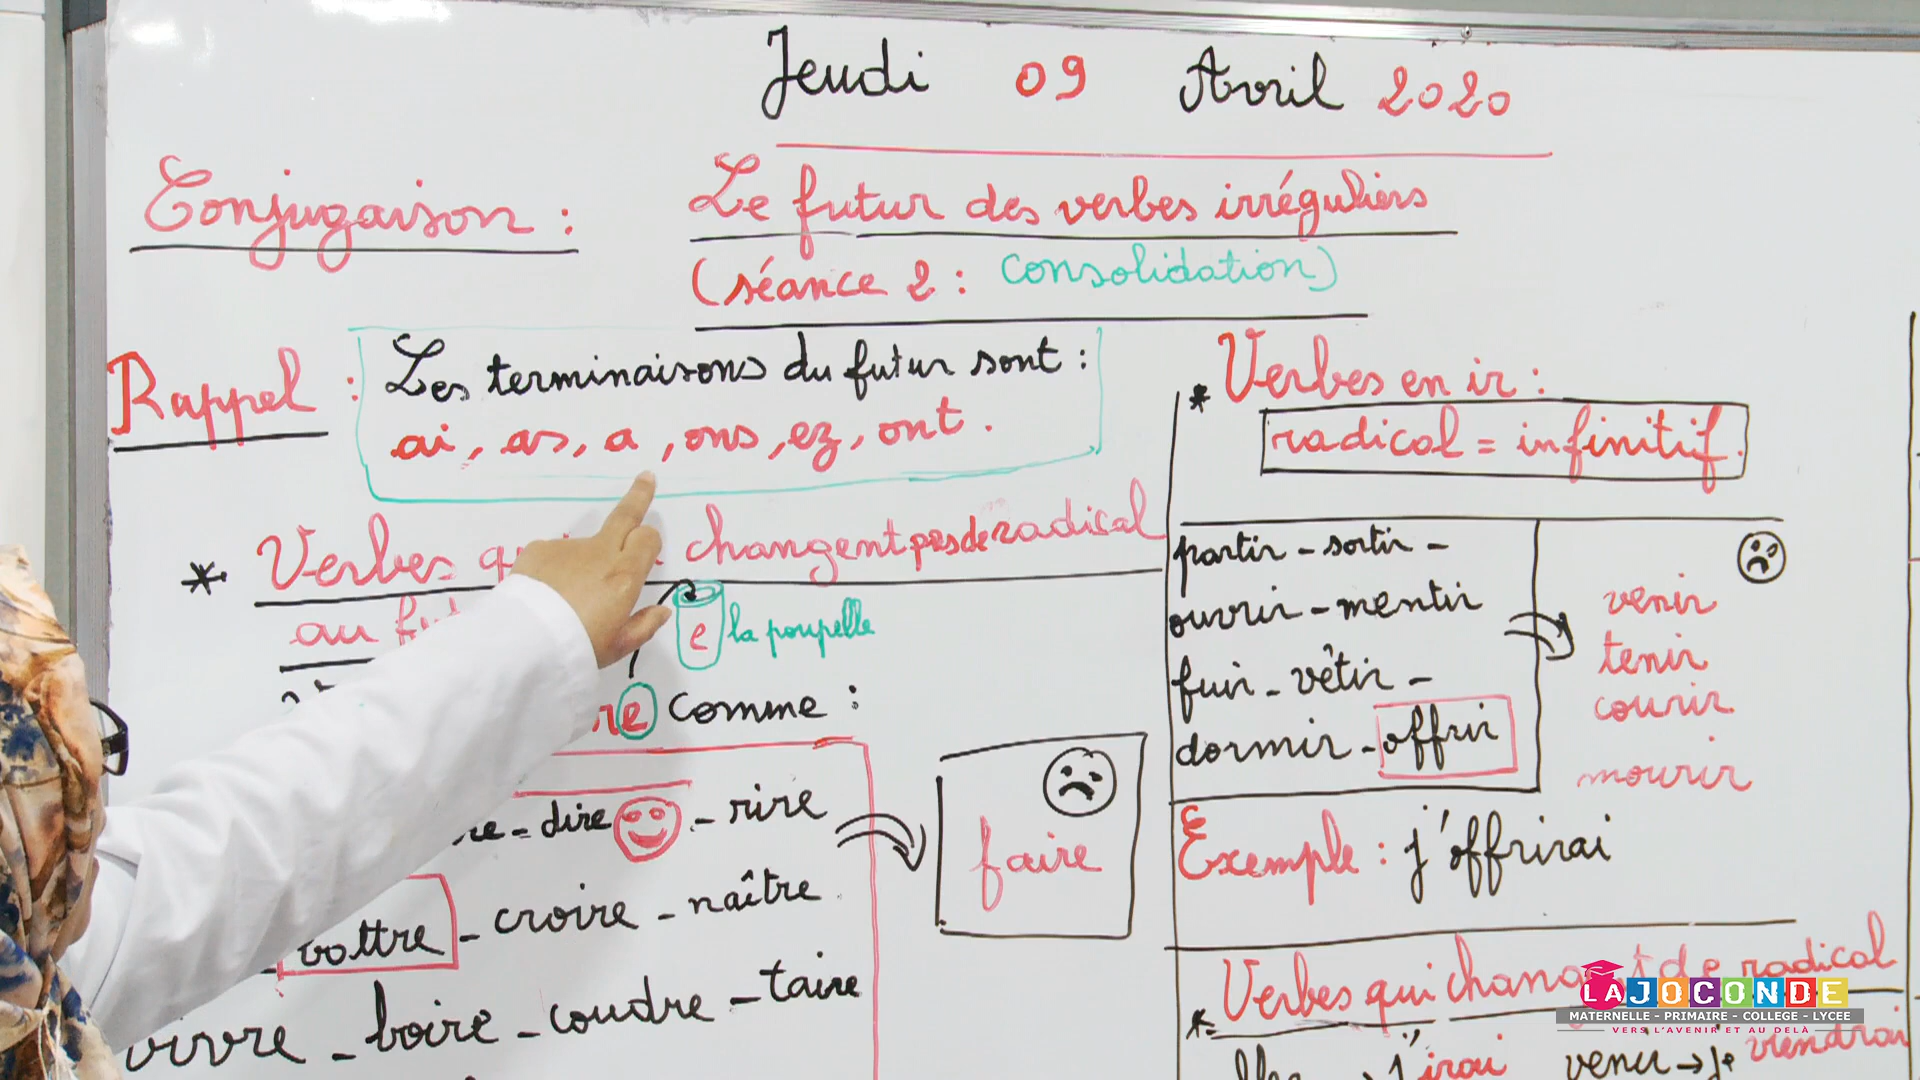 Jeudi 09 Avril 2020
Conjugaison : Le futur des verbes irréguliers
(séance 2 : consolidation)
Rappel : Les terminaisons du futur sont :
ai, as, a, ons, ez, ont.
* Verbes changent pas de radical
au
e la poupelle
re comme :
dire - rire
battre - croire - naître
vivre - boire - coudre - taire
faire
* Verbes en ir :
radical = infinitif.
partir - sortir -
ouvrir - mentir
fuir - vêtir -
dormir - offrir
venir
tenir
courir
mourir
Exemple : j'offrirai
* Verbes qui changent de radical
j'irai venir → je viendrai
LAJOCONDE
MATERNELLE - PRIMAIRE - COLLEGE - LYCEE
VERS L'AVENIR ET AU DELÀ